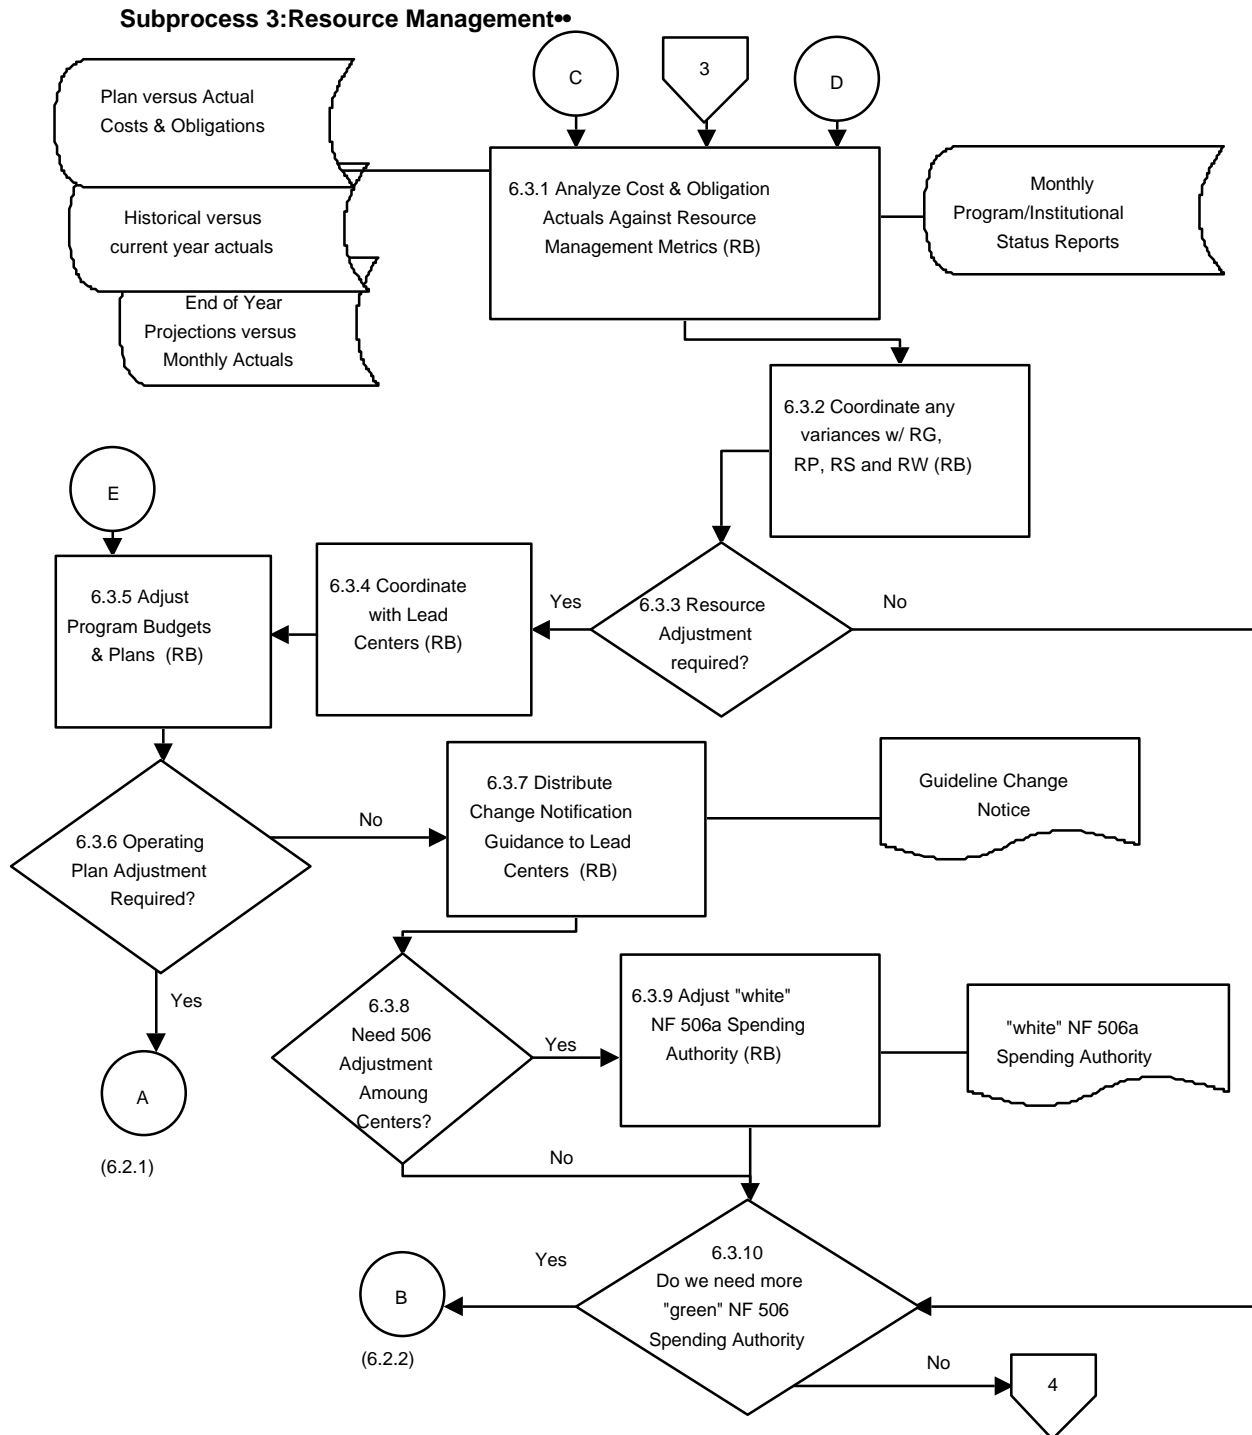 Subprocess 3:Resource Management••
C
3
D
Plan versus Actual
Costs & Obligations
Historical versus
current year actuals
End of Year
Projections versus
Monthly Actuals
6.3.1 Analyze Cost & Obligation
Actuals Against Resource
Management Metrics (RB)
Monthly
Program/Institutional
Status Reports
6.3.2 Coordinate any
variances w/ RG,
RP, RS and RW (RB)
E
6.3.5 Adjust
Program Budgets
& Plans (RB)
6.3.4 Coordinate
with Lead
Centers (RB)
Yes
6.3.3 Resource
Adjustment
required?
No
6.3.6 Operating
Plan Adjustment
Required?
No
6.3.7 Distribute
Change Notification
Guidance to Lead
Centers (RB)
Guideline Change
Notice
Yes
A
(6.2.1)
6.3.8
Need 506
Adjustment
Amoung
Centers?
Yes
6.3.9 Adjust "white"
NF 506a Spending
Authority (RB)
"white" NF 506a
Spending Authority
No
Yes
B
(6.2.2)
6.3.10
Do we need more
"green" NF 506
Spending Authority
No
4